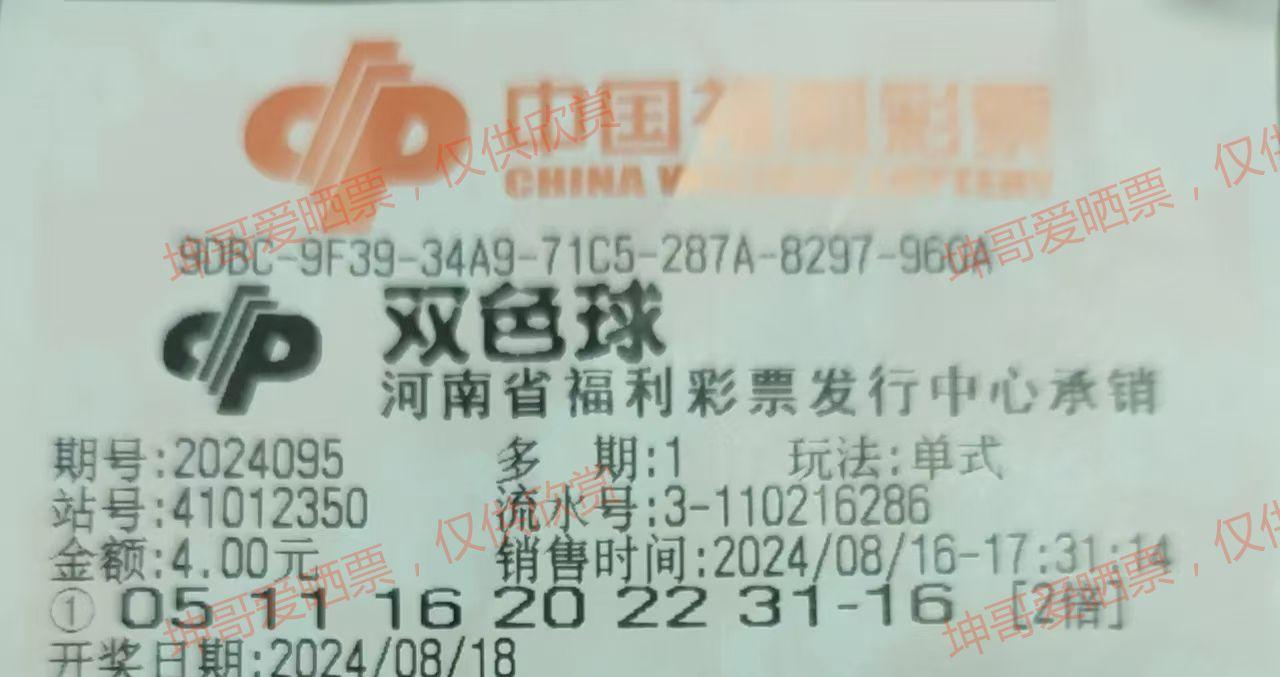 中国福利彩票
CHINA WELFARE LOTTERY
9DBC-9F39-34A9-71C5-287A-8297-960A
双色球
河南省福利彩票发行中心承销
期号:2024095 多 期:1 玩法:单式
站号:41012350 流水号:3-110216286
金额:4.00元 销售时间:2024/08/16-17:31:14
① 05 11 16 20 22 31-16 [2倍]
开奖日期:2024/08/18
坤哥爱晒票，仅供欣赏
坤哥爱晒票，仅供
坤哥爱晒票，仅供欣赏
坤哥爱晒票，仅供